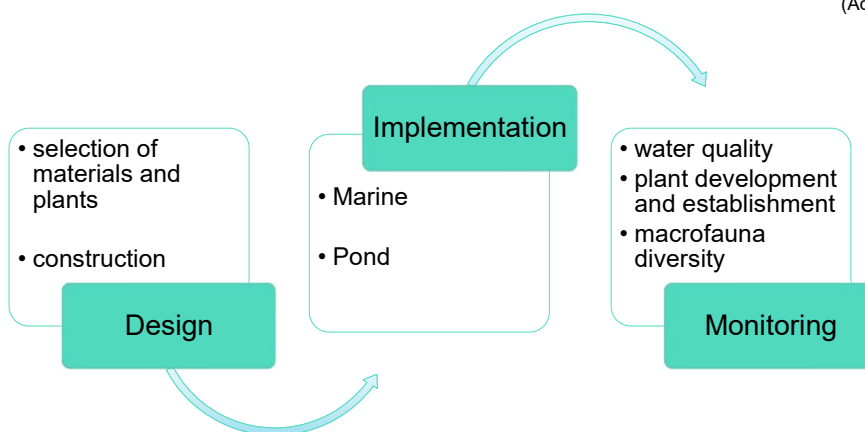 (Ac
• selection of
materials and
plants
• construction
Design
Implementation
• Marine
• Pond
• water quality
• plant development
and establishment
• macrofauna
diversity
Monitoring